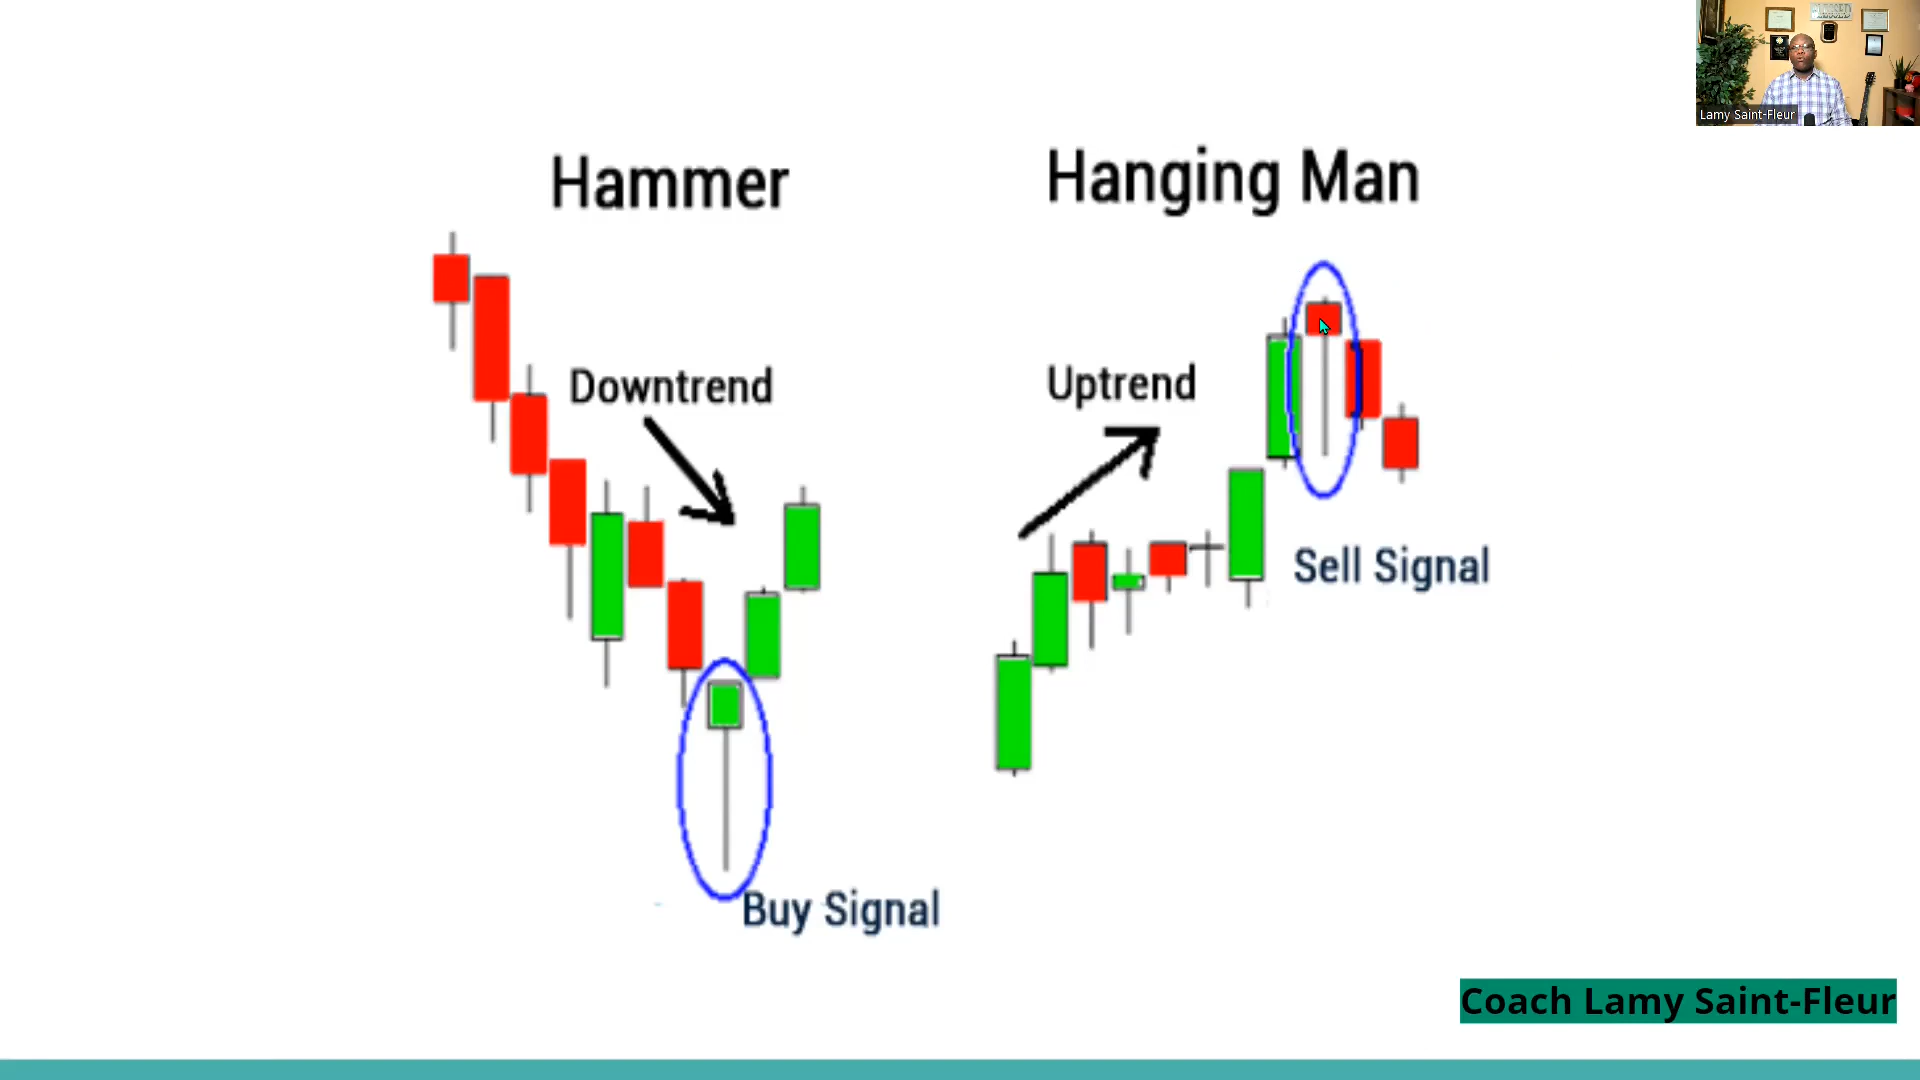 Lamy Saint-Fleur
Hammer
Hanging Man
Downtrend
Uptrend
Sell Signal
Buy Signal
Coach Lamy Saint-Fleur